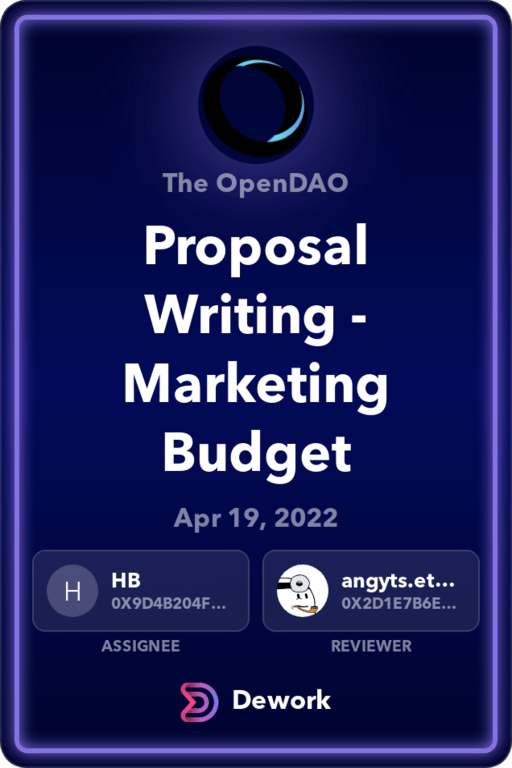 The OpenDAO
Proposal
Writing -
Marketing
Budget
Apr 19, 2022
H
HB
0X9D4B204F...
ASSIGNEE
angyts.et...
0X2D1E7B6E...
REVIEWER
Dework